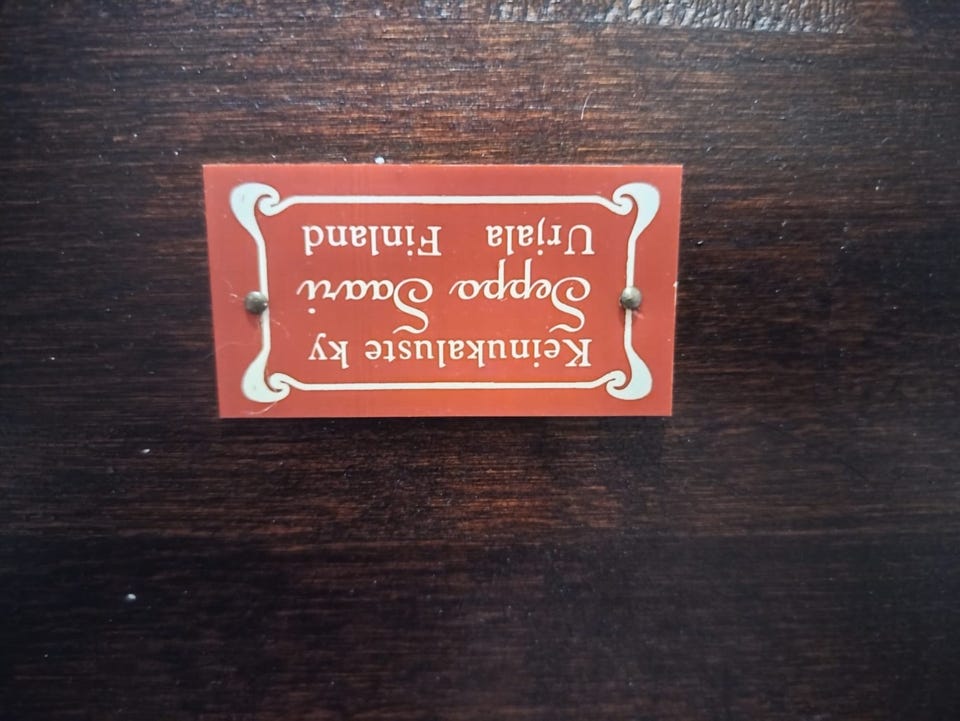 Keinukaluste ky
Seppo Saari
Urjala Finland